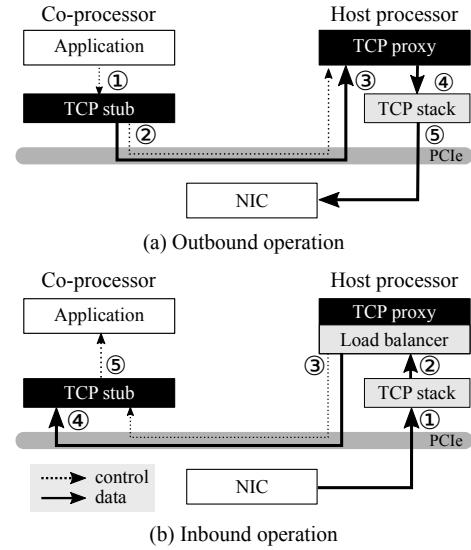 Co-processor
Host processor
Application
TCP proxy
①
③
④
TCP stub
TCP stack
②
⑤
PCIe
NIC
(a) Outbound operation
Co-processor
Host processor
Application
TCP proxy
Load balancer
⑤
③
②
TCP stub
TCP stack
④
①
PCIe
control
data
NIC
(b) Inbound operation